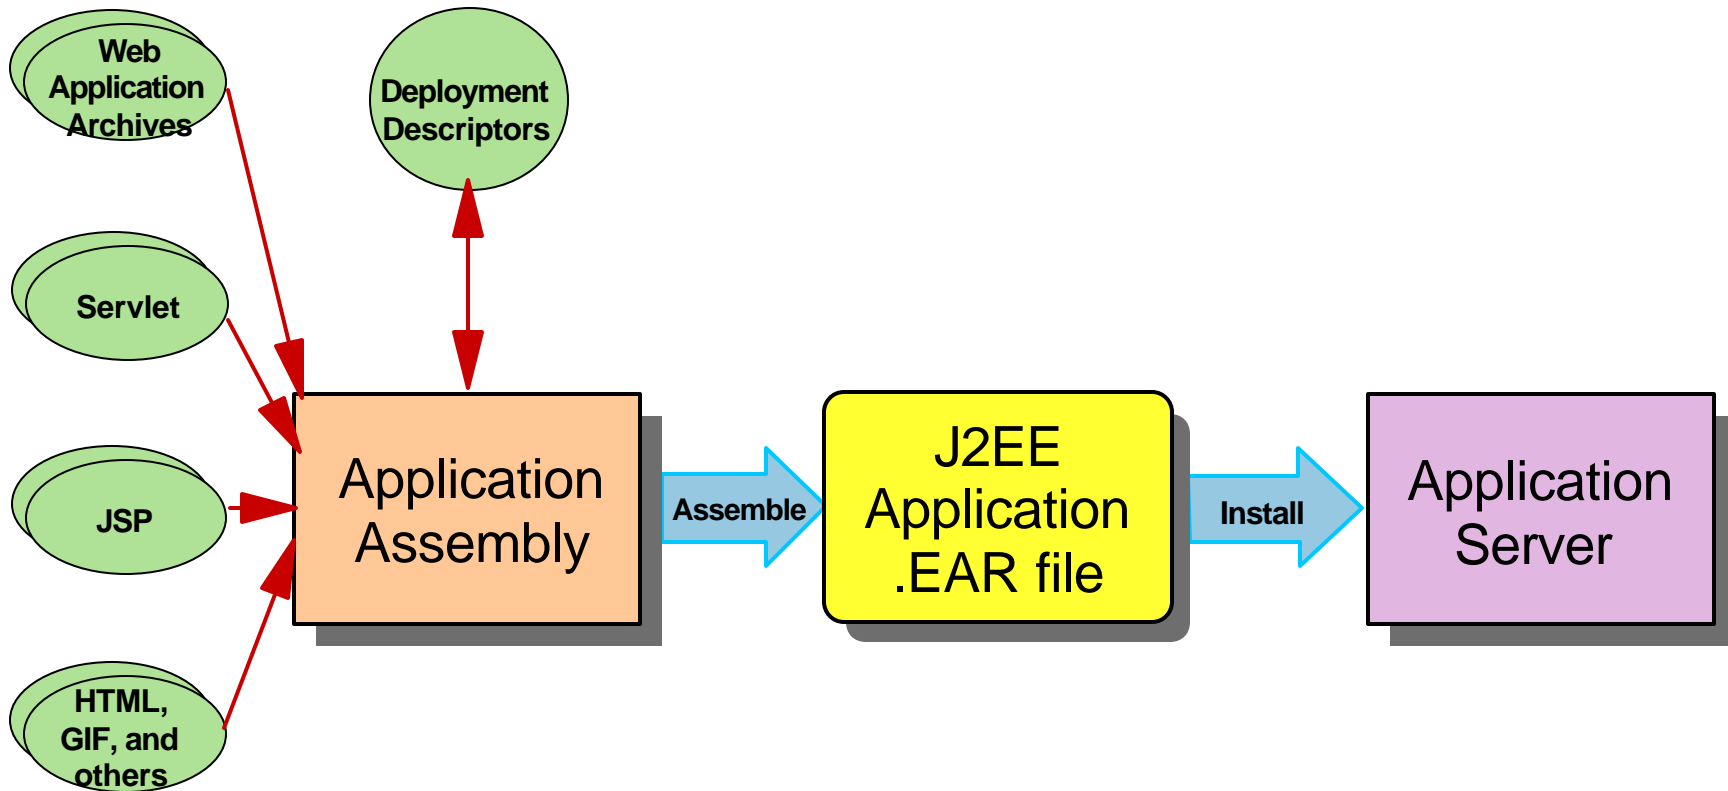 Web
Application
Archives
Deployment
Descriptors
Servlet
JSP
HTML,
GIF, and
others
Application
Assembly
Assemble
J2EE
Application
.EAR file
Install
Application
Server